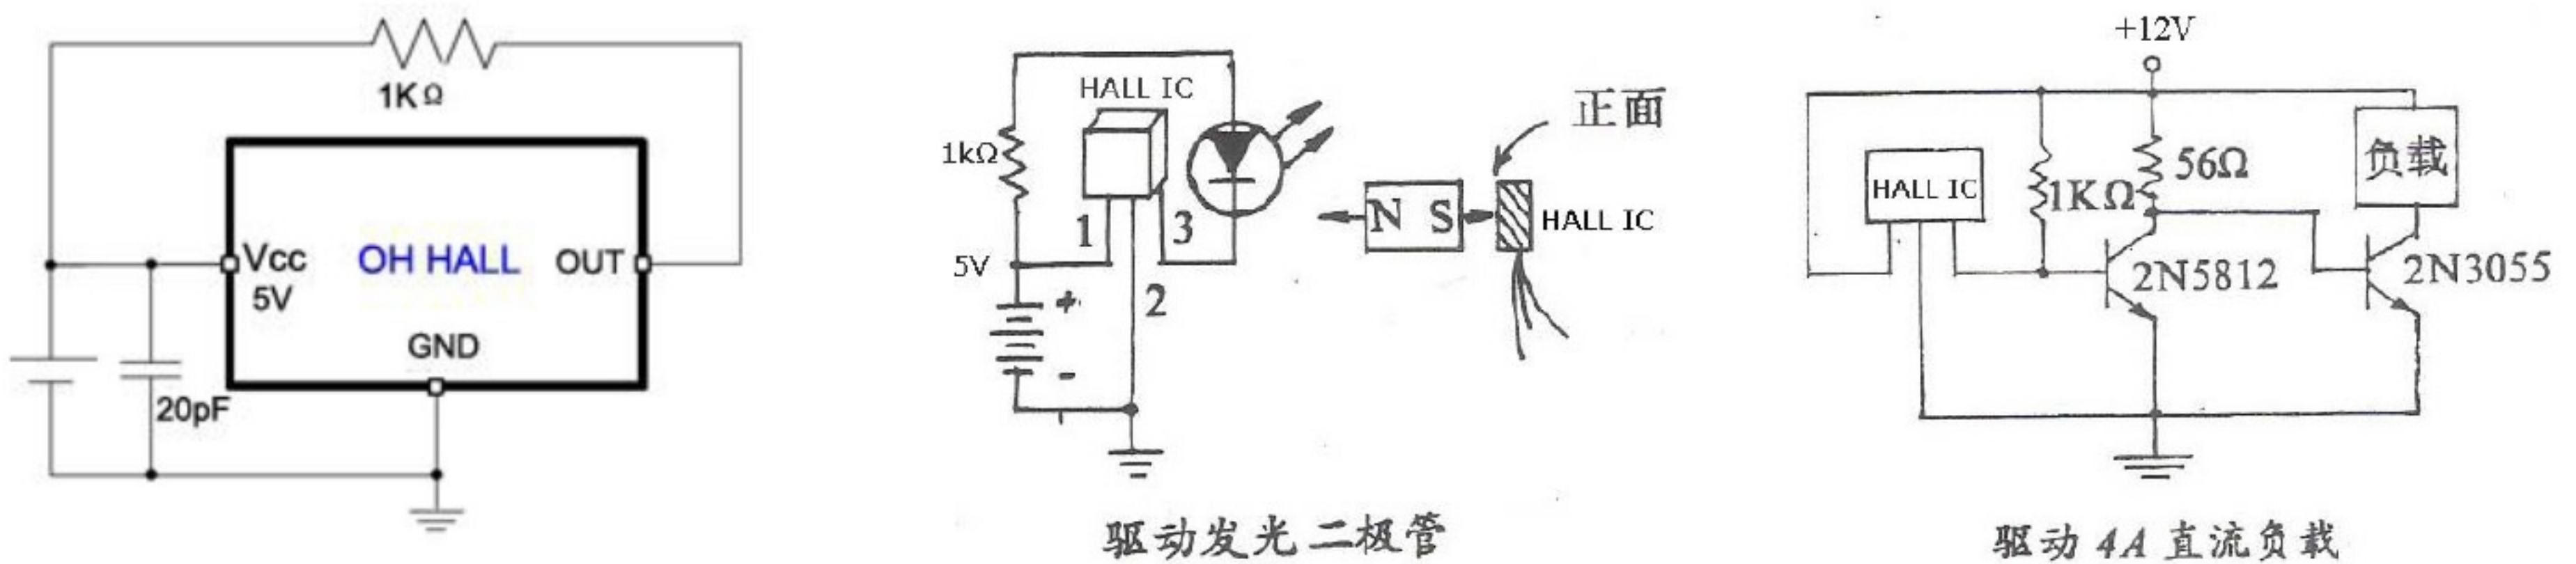 1KΩ
Vcc
5V
OH HALL
OUT
GND
20pF
HALL IC
1kΩ
1
3
5V
+
2
-
正面
N S
HALL IC
驱动发光二极管
+12V
HALL IC
1KΩ
56Ω
负载
2N5812
2N3055
驱动 4A 直流负载